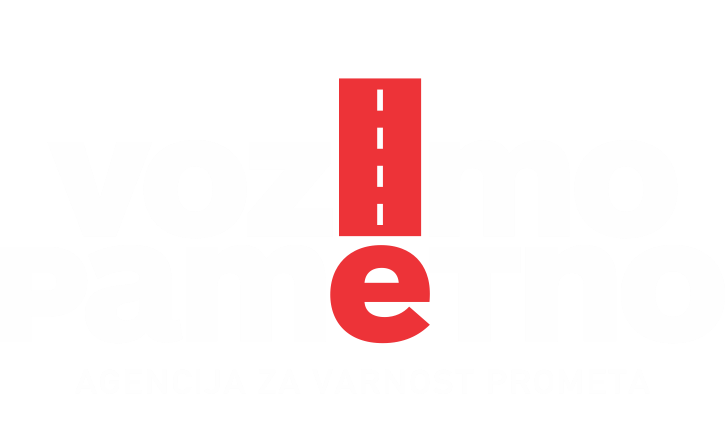 vozimo
pametno
AGENCIJA ZA VARNOST PROMETA